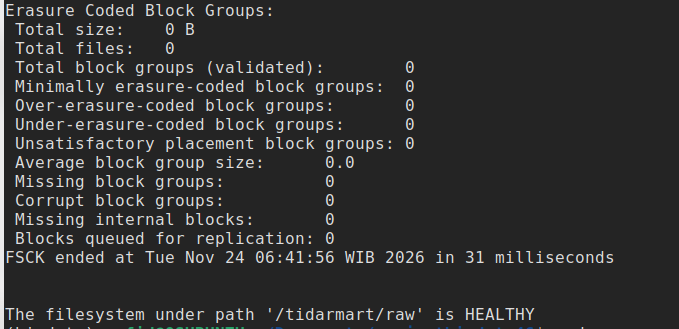 Erasure Coded Block Groups:
 Total size:    0 B
 Total files:   0
 Total block groups (validated):        0
 Minimally erasure-coded block groups:  0
 Over-erasure-coded block groups:       0
 Under-erasure-coded block groups:      0
 Unsatisfactory placement block groups: 0
 Average block group size:      0.0
 Missing block groups:          0
 Corrupt block groups:          0
 Missing internal blocks:       0
 Blocks queued for replication: 0
FSCK ended at Tue Nov 24 06:41:56 WIB 2026 in 31 milliseconds
The filesystem under path '/tidarmart/raw' is HEALTHY